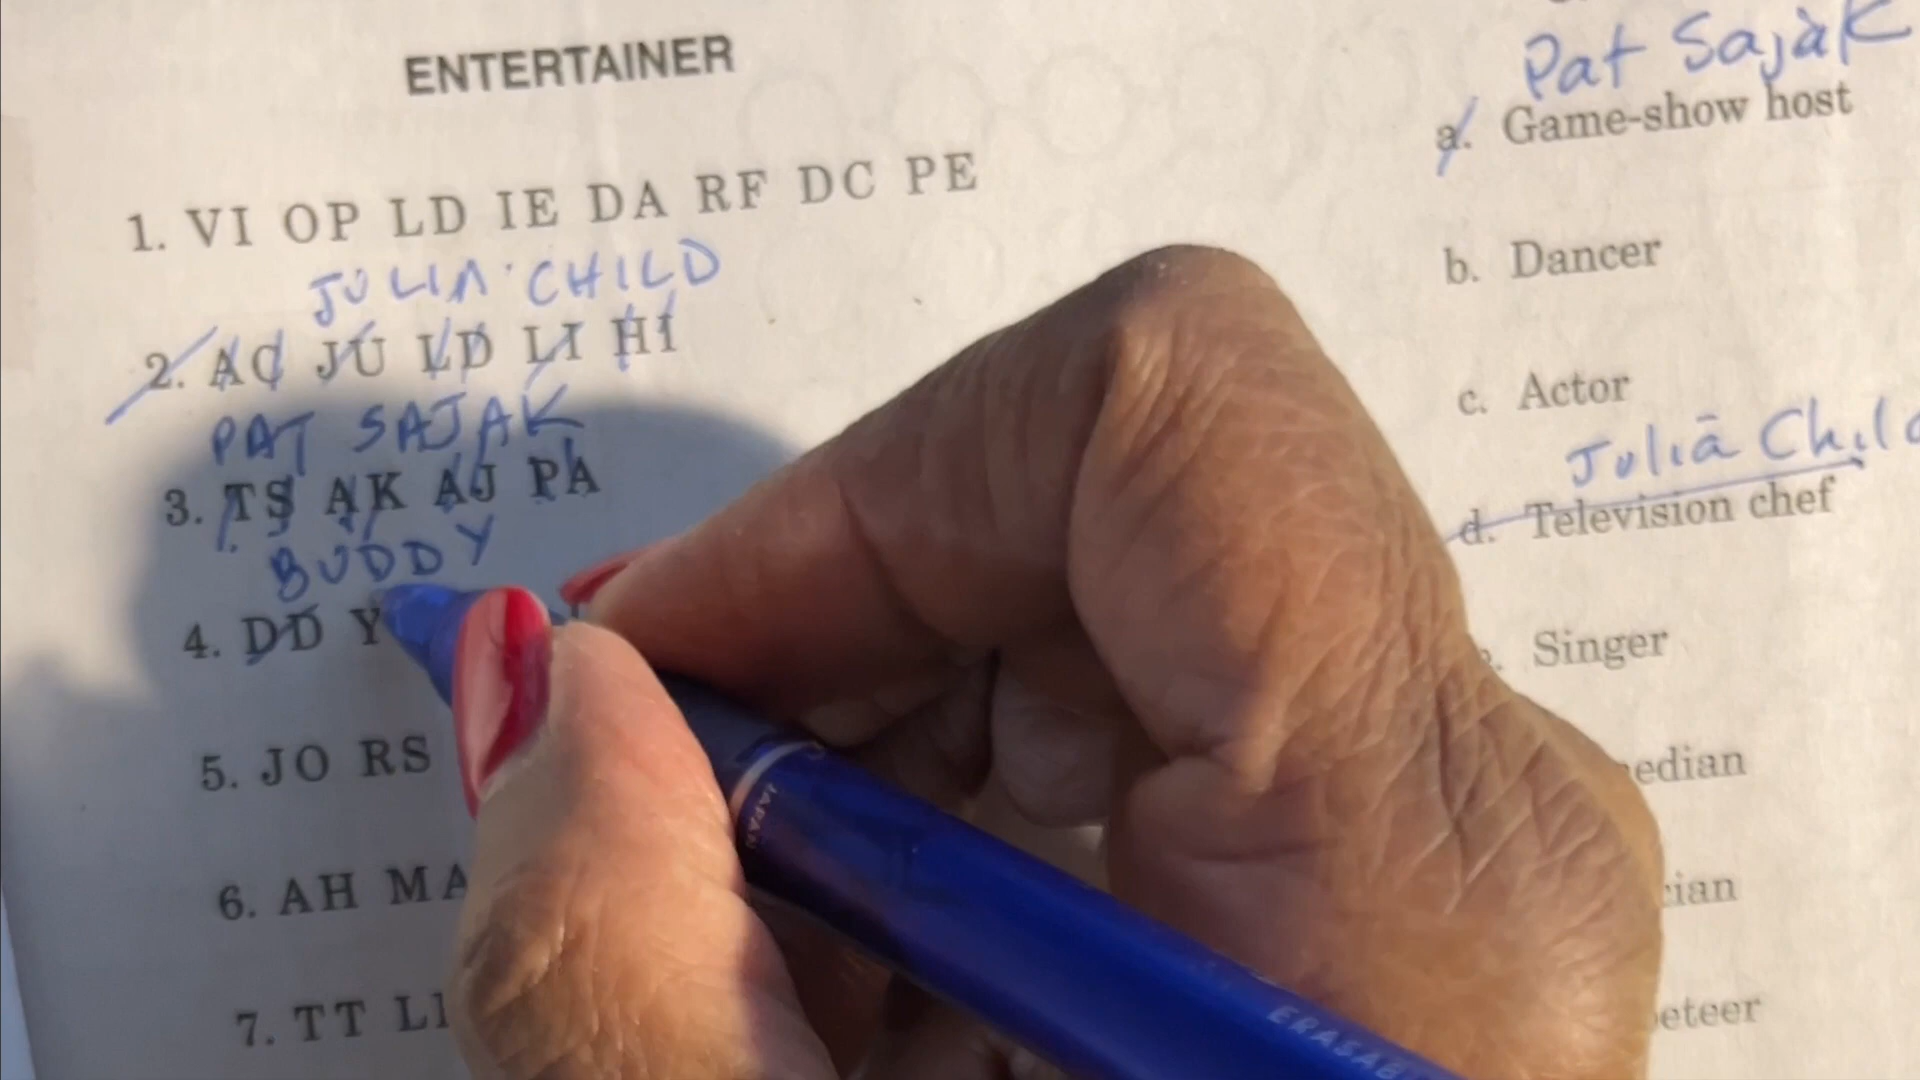 ENTERTAINER
1. VI OP LD IE DA RF DC PE
JULIA CHILD
2. AC JU LD LI HI
PAT SAJAK
3. TS AK AJ PA
BUDDY
4. DD Y
5. JO RS
6. AH MA
7. TT LI
Pat Sajak
a. Game-show host
b. Dancer
c. Actor
Julia Child
d. Television chef
Singer
edian
ian
eteer
JAPAN
ERASAB